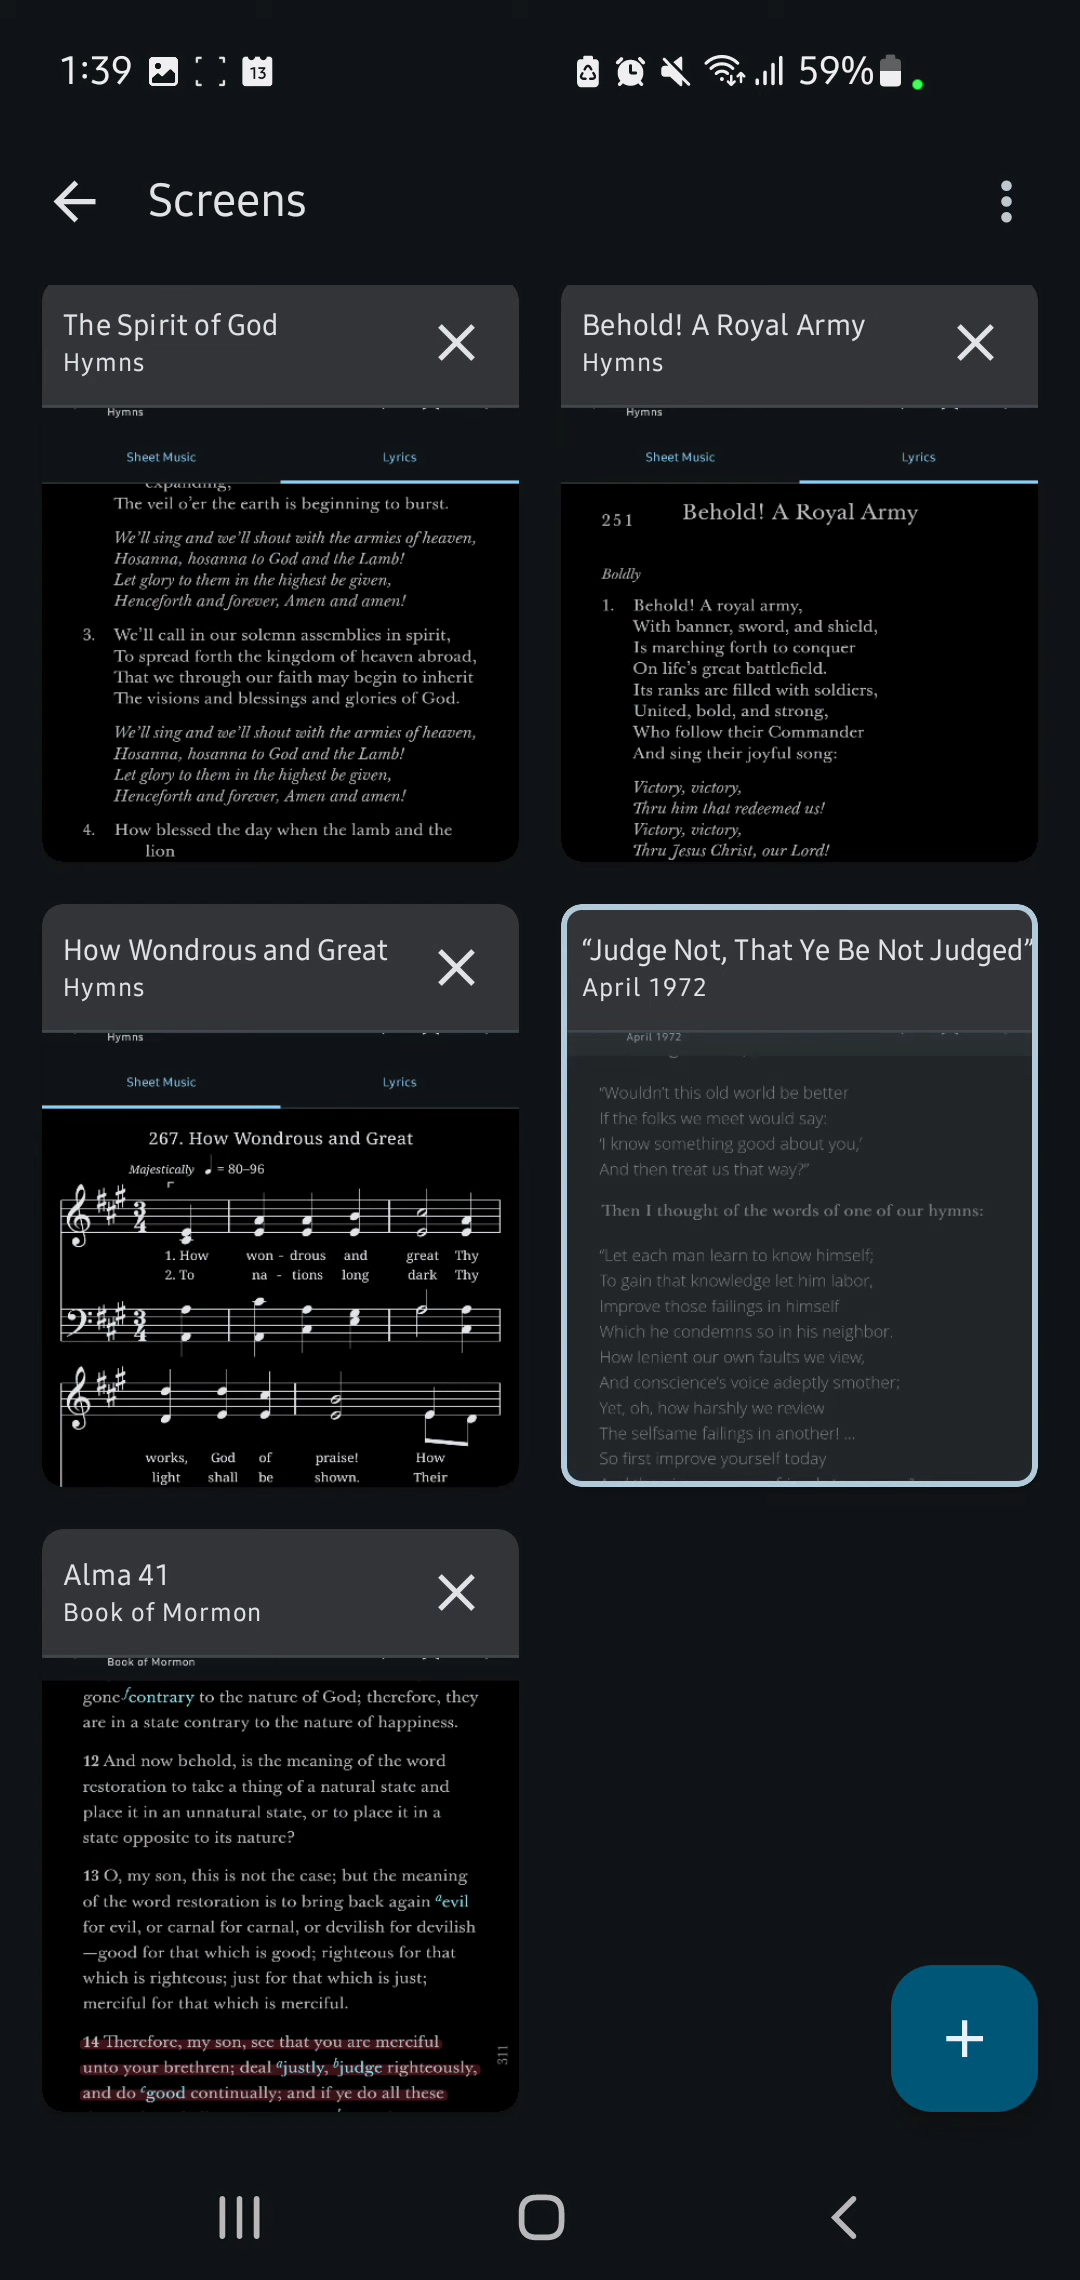 1:39
13
59%
Screens
The Spirit of God
Hymns
Hymns
Sheet Music
Lyrics
expanding,
The veil o’er the earth is beginning to burst.
We’ll sing and we’ll shout with the armies of heaven,
Hosanna, hosanna to God and the Lamb!
Let glory to them in the highest be given,
Henceforth and forever, Amen and amen!
3. We’ll call in our solemn assemblies in spirit,
To spread forth the kingdom of heaven abroad,
That we through our faith may begin to inherit
The visions and blessings and glories of God.
We’ll sing and we’ll shout with the armies of heaven,
Hosanna, hosanna to God and the Lamb!
Let glory to them in the highest be given,
Henceforth and forever, Amen and amen!
4. How blessed the day when the lamb and the
lion
Behold! A Royal Army
Hymns
Hymns
Sheet Music
Lyrics
251
Behold! A Royal Army
Boldly
1. Behold! A royal army,
With banner, sword, and shield,
Is marching forth to conquer
On life’s great battlefield.
Its ranks are filled with soldiers,
United, bold, and strong,
Who follow their Commander
And sing their joyful song:
Victory, victory,
Thru him that redeemed us!
Victory, victory,
Thru Jesus Christ, our Lord!
How Wondrous and Great
Hymns
Hymns
Sheet Music
Lyrics
267. How Wondrous and Great
Majestically ♩ = 80–96
3
4
1. How won - drous and great Thy
2. To na - tions long dark Thy
3
4
works, God of praise! How
light shall be shown. Their
“Judge Not, That Ye Be Not Judged”
April 1972
April 1972
“Wouldn’t this old world be better
If the folks we meet would say:
‘I know something good about you,’
And then treat us that way?”
Then I thought of the words of one of our hymns:
“Let each man learn to know himself;
To gain that knowledge let him labor,
Improve those failings in himself
Which he condemns so in his neighbor.
How lenient our own faults we view,
And conscience’s voice adeptly smother;
Yet, oh, how harshly we review
The selfsame failings in another! ...
So first improve yourself today
Alma 41
Book of Mormon
Book of Mormon
gone fcontrary to the nature of God; therefore, they
are in a state contrary to the nature of happiness.
12 And now behold, is the meaning of the word
restoration to take a thing of a natural state and
place it in an unnatural state, or to place it in a
state opposite to its nature?
13 O, my son, this is not the case; but the meaning
of the word restoration is to bring back again aevil
for evil, or carnal for carnal, or devilish for devilish
—good for that which is good; righteous for that
which is righteous; just for that which is just;
merciful for that which is merciful.
14 Therefore, my son, see that you are merciful
unto your brethren; deal ajustly, bjudge righteously,
and do cgood continually; and if ye do all these
311